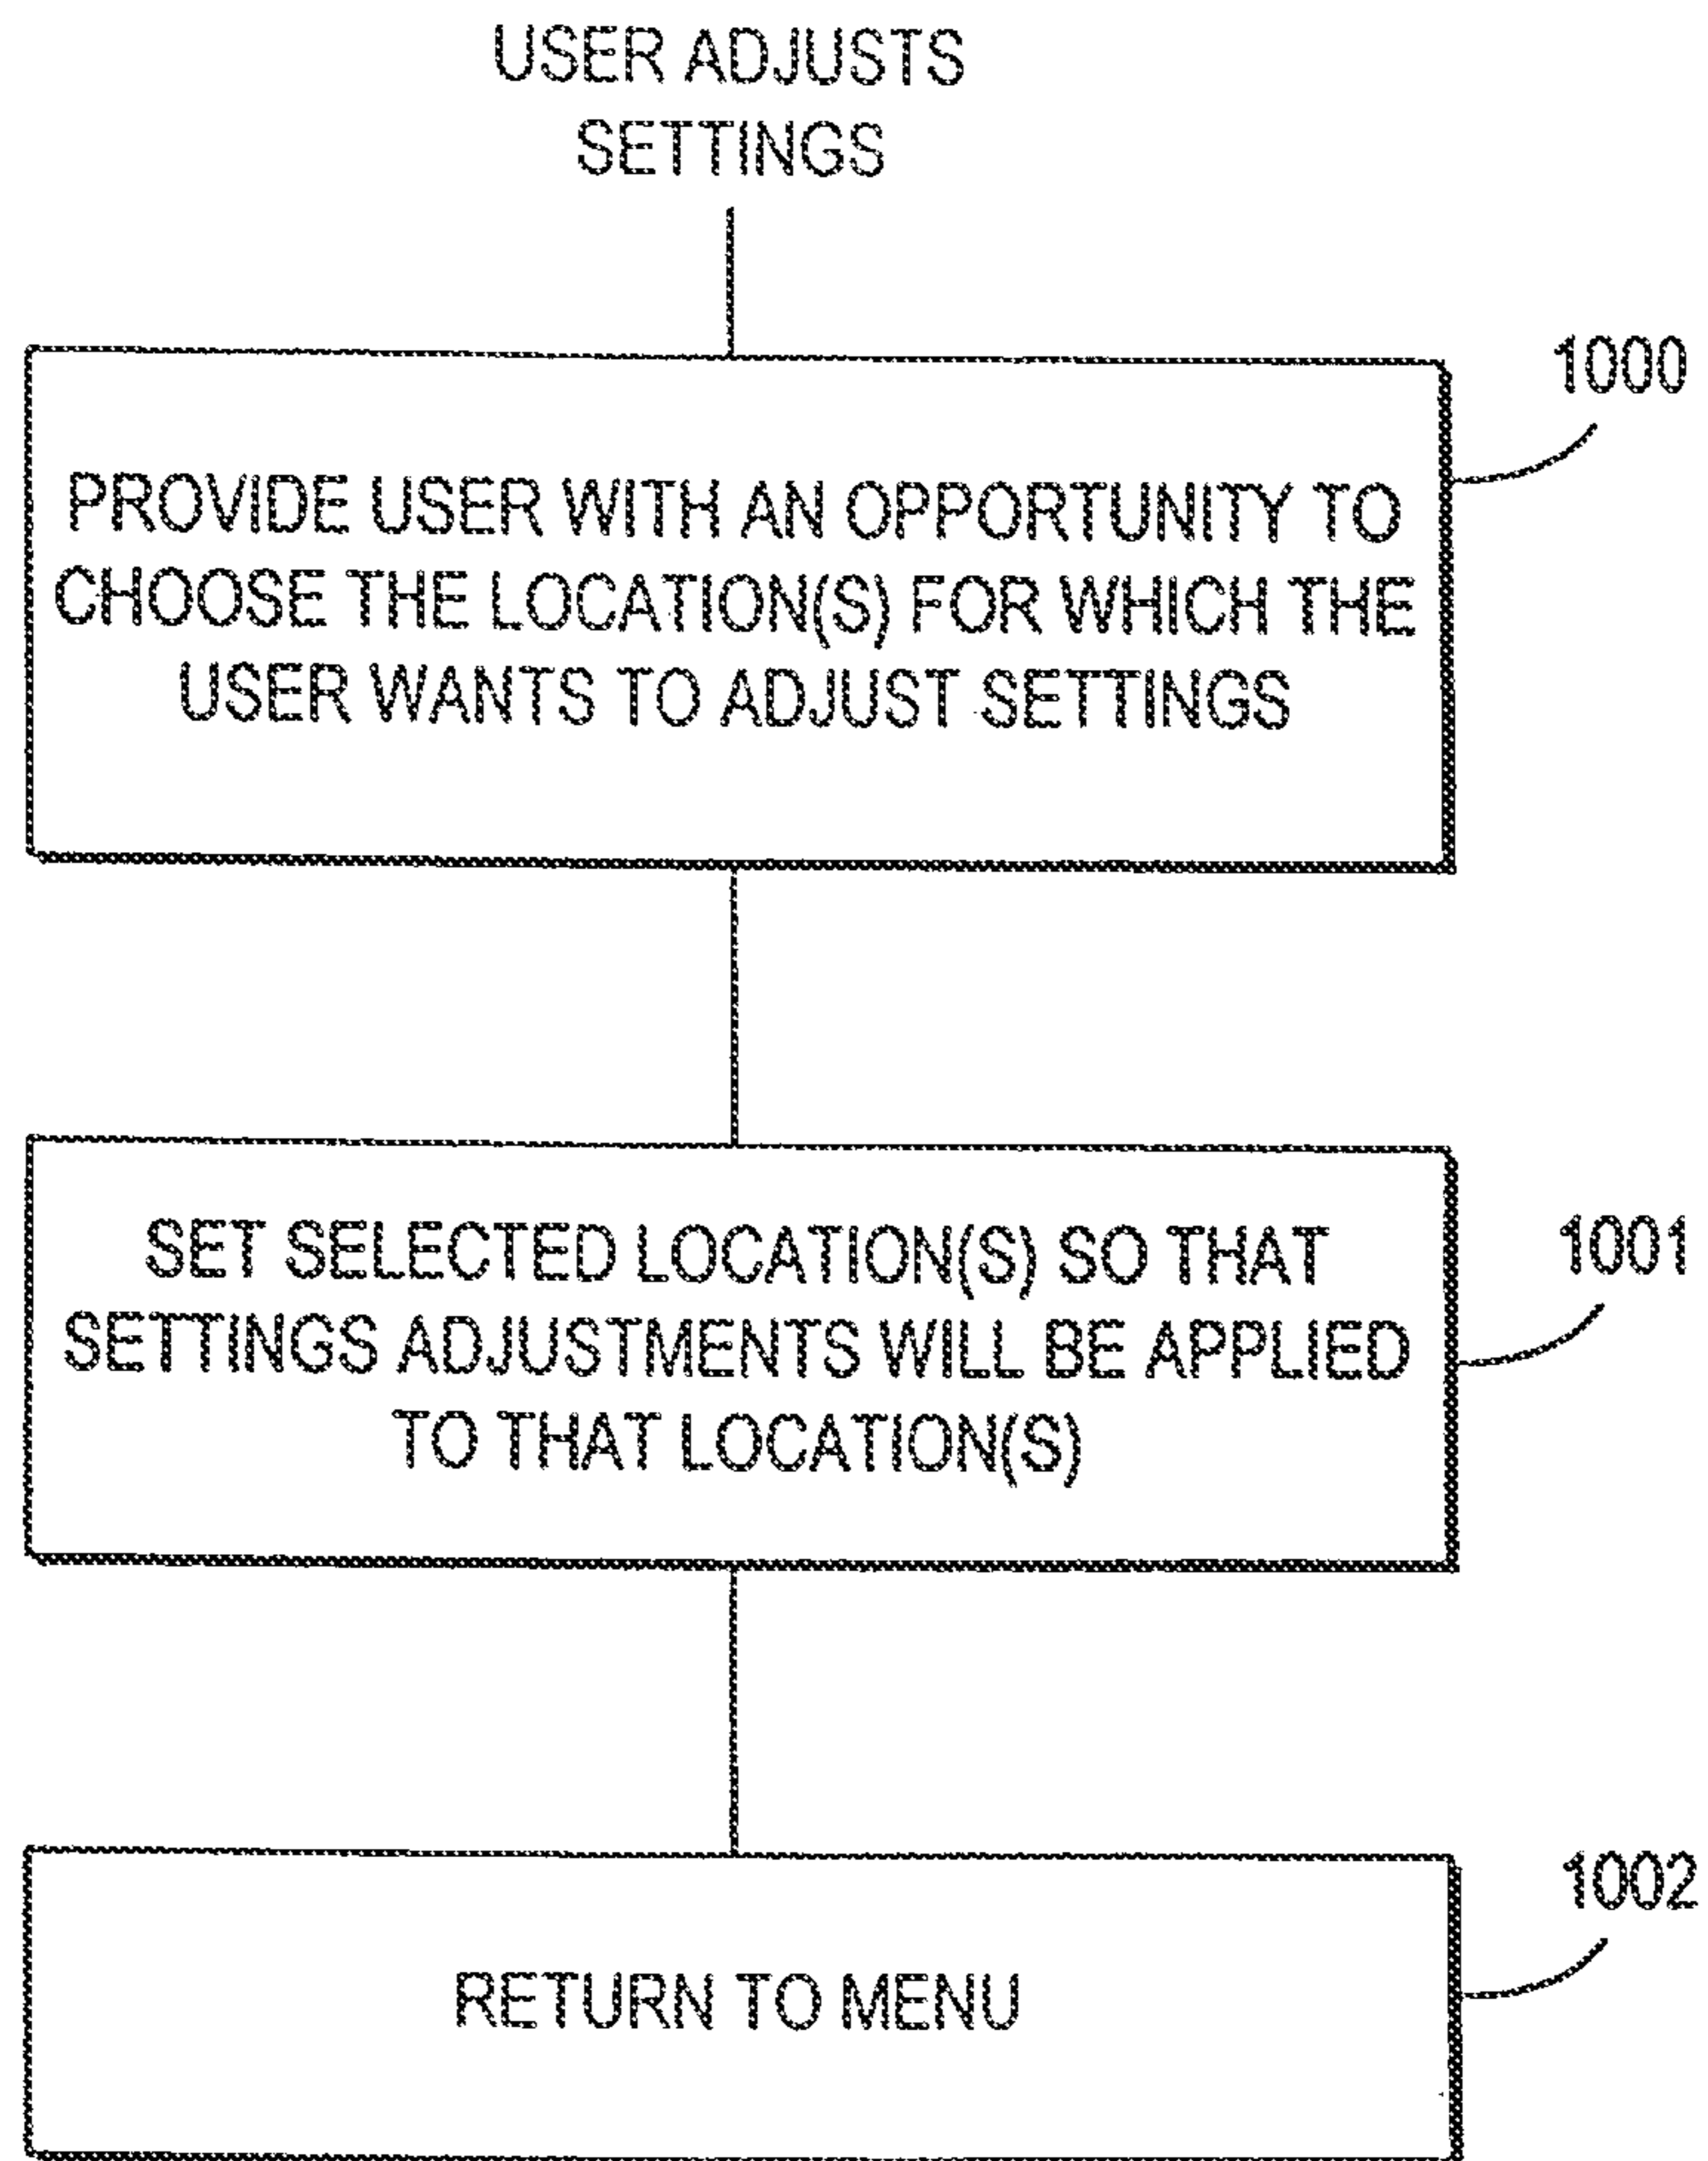 USER ADJUSTS
SETTINGS
1000
PROVIDE USER WITH AN OPPORTUNITY TO
CHOOSE THE LOCATION(S) FOR WHICH THE
USER WANTS TO ADJUST SETTINGS
1001
SET SELECTED LOCATION(S) SO THAT
SETTINGS ADJUSTMENTS WILL BE APPLIED
TO THAT LOCATION(S)
1002
RETURN TO MENU